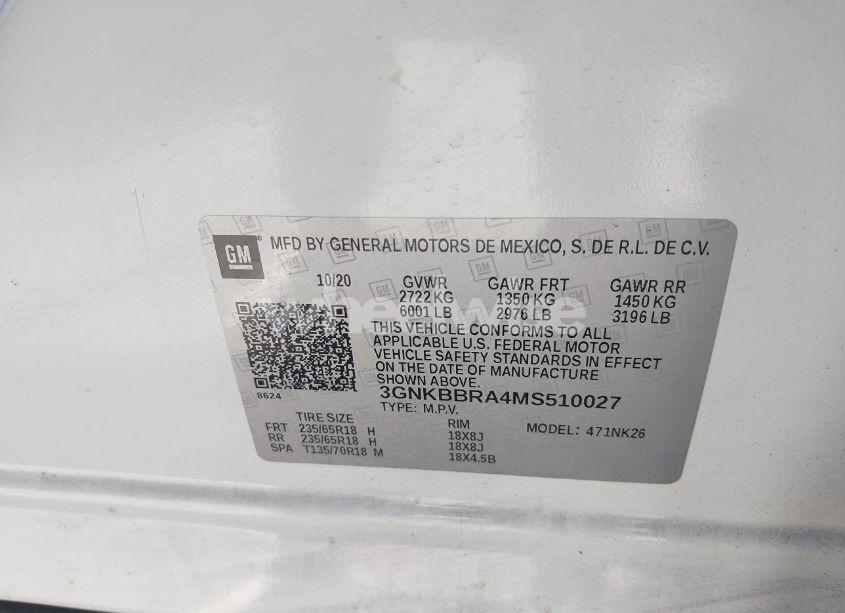 GM
MFD BY GENERAL MOTORS DE MEXICO, S. DE R.L. DE C.V.
10/20 GVWR GAWR FRT GAWR RR
2722 KG 1350 KG 1450 KG
6001 LB 2976 LB 3196 LB
THIS VEHICLE CONFORMS TO ALL
APPLICABLE U.S. FEDERAL MOTOR
VEHICLE SAFETY STANDARDS IN EFFECT
ON THE DATE OF MANUFACTURE
SHOWN ABOVE.
8624
3GNKBBRA4MS510027
TYPE: M.P.V.
TIRE SIZE RIM MODEL: 471NK26
FRT 235/65R18 H 18X8J
RR 235/65R18 H 18X8J
SPA T135/70R18 M 18X4.5B